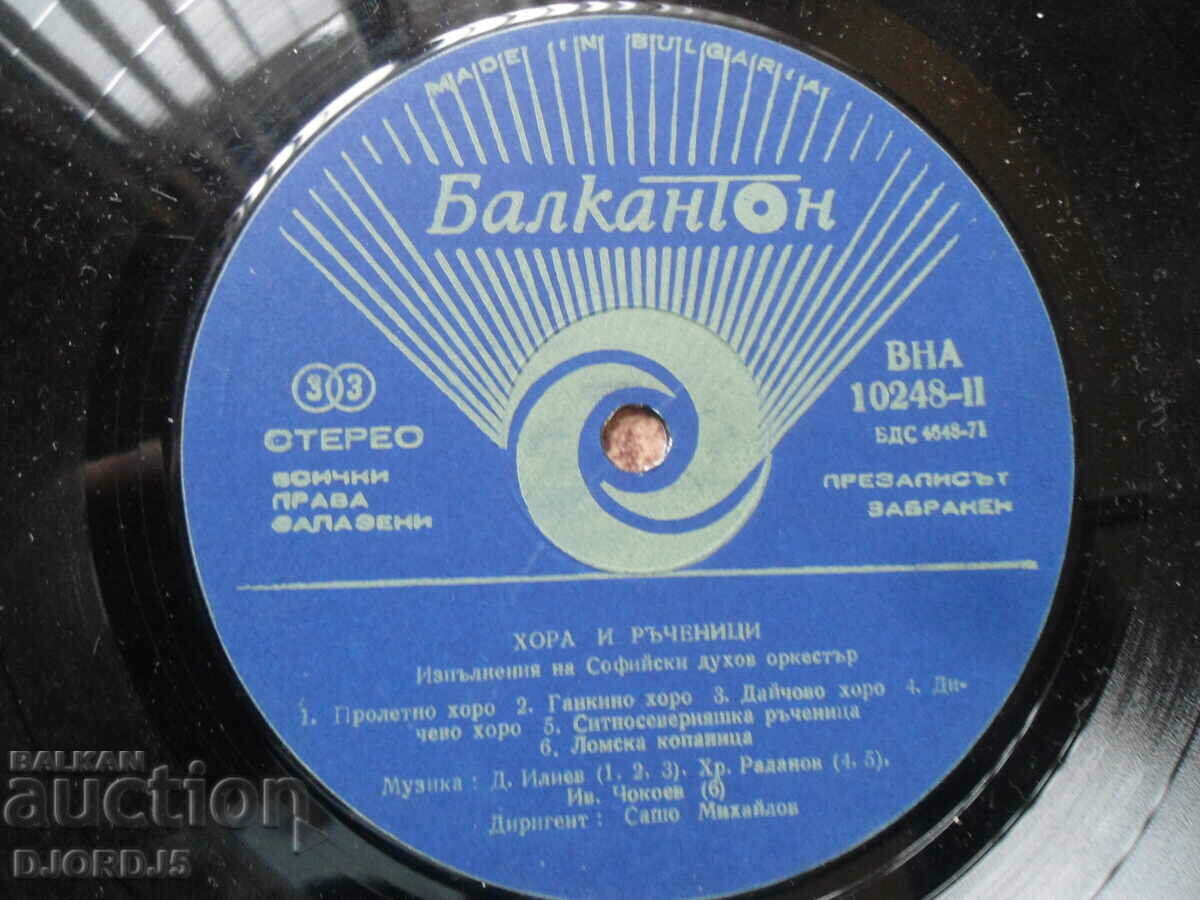 MADE IN BULGARIA
Балкантон
33
СТЕРЕО
ВСИЧКИ
ПРАВА
ЗАПАЗЕНИ
ВНА
10248-II
БДС 4648-71
ПРЕЗАПИСЪТ
ЗАБРАНЕН
ХОРА И РЪЧЕНИЦИ
Изпълнения на Софийски духов оркестър
1. Пролетно хоро 2. Ганкино хоро 3. Дайчово хоро 4. Ди-
чево хоро 5. Ситносеверняшка ръченица
6. Ломска копаница
Музика : Д. Илиев (1, 2, 3), Хр. Раданов (4, 5),
Ив. Чокоев (6)
Диригент : Сашо Михайлов
BALKAN
auction
DJORDJ5